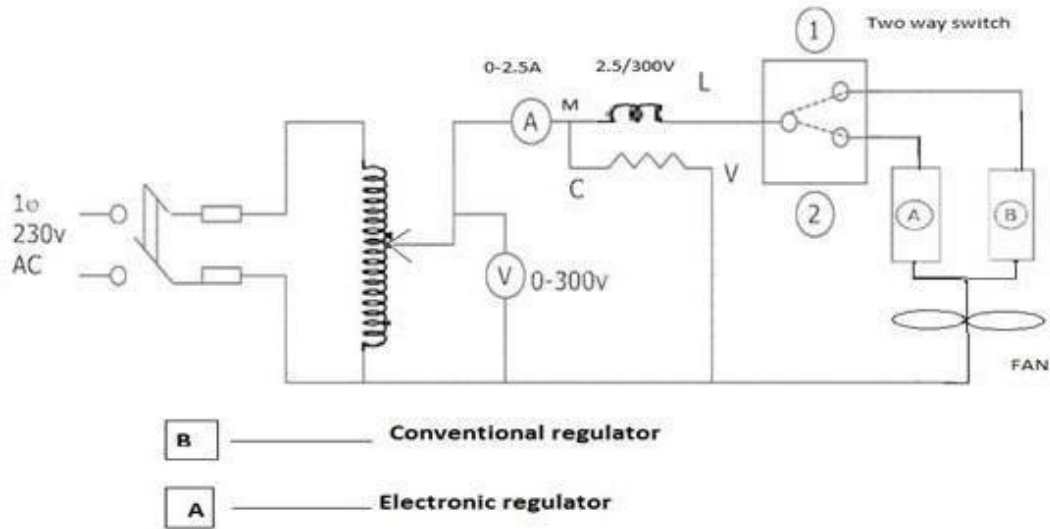 1
Two way switch
0-2.5A
2.5/300V
L
M
A
C
V
1ⱷ
230v
AC
V
0-300v
2
A
B
FAN
B
Conventional regulator
A
Electronic regulator